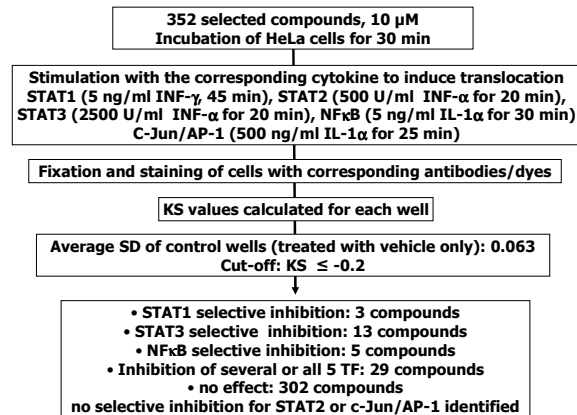 352 selected compounds, 10 µM
Incubation of HeLa cells for 30 min
Stimulation with the corresponding cytokine to induce translocation
STAT1 (5 ng/ml INF-γ, 45 min), STAT2 (500 U/ml INF-α for 20 min),
STAT3 (2500 U/ml INF-α for 20 min), NFκB (5 ng/ml IL-1α for 30 min)
C-Jun/AP-1 (500 ng/ml IL-1α for 25 min)
Fixation and staining of cells with corresponding antibodies/dyes
KS values calculated for each well
Average SD of control wells (treated with vehicle only): 0.063
Cut-off: KS ≤ -0.2
• STAT1 selective inhibition: 3 compounds
• STAT3 selective inhibition: 13 compounds
• NFκB selective inhibition: 5 compounds
• Inhibition of several or all 5 TF: 29 compounds
• no effect: 302 compounds
no selective inhibition for STAT2 or c-Jun/AP-1 identified